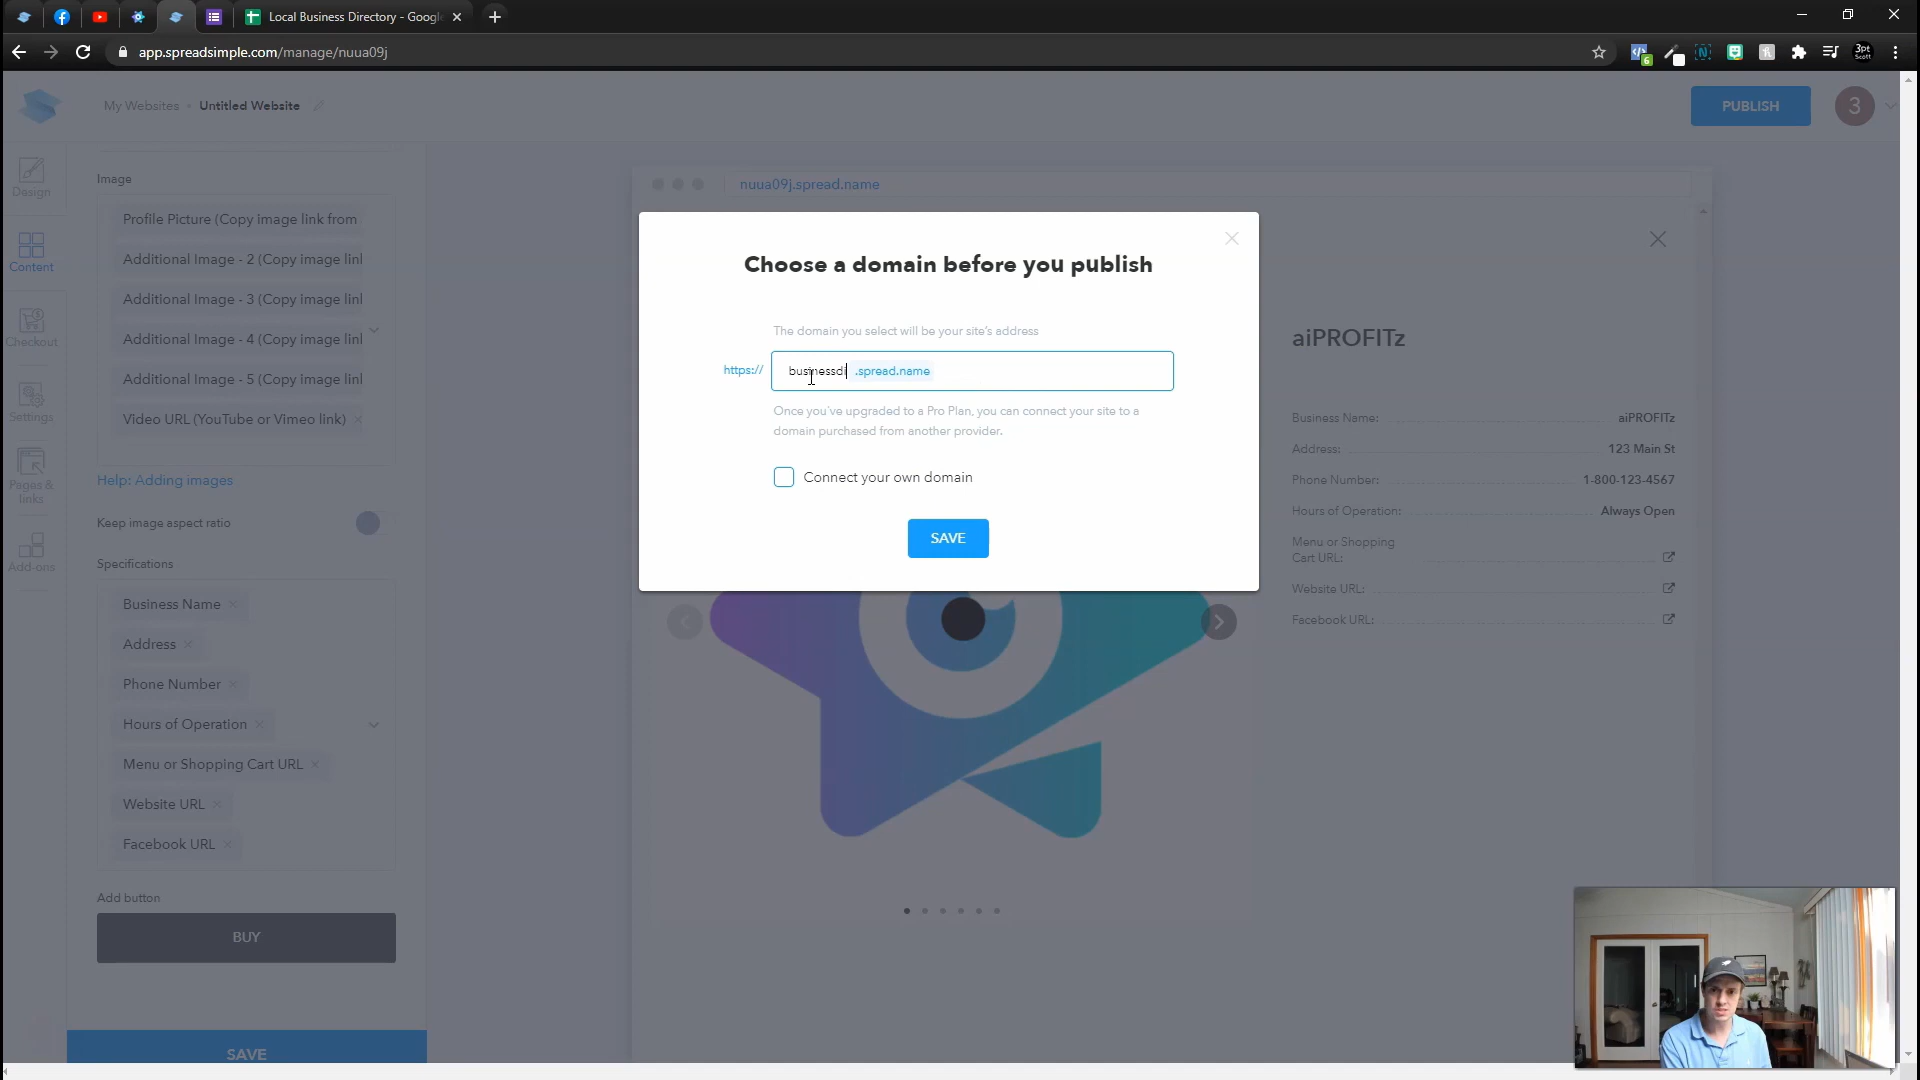 Local Business Directory - Googl
app.spreadsimple.com/manage/nuua09j
6
3pt
Scott
My Websites
Untitled Website
PUBLISH
3
Design
Content
Checkout
Settings
Pages &
links
Add-ons
Image
Profile Picture (Copy image link from
Additional Image - 2 (Copy image linl
Additional Image - 3 (Copy image linl
Additional Image - 4 (Copy image linl
Additional Image - 5 (Copy image linl
Video URL (YouTube or Vimeo link)
Help: Adding images
Keep image aspect ratio
Specifications
Business Name
Address
Phone Number
Hours of Operation
Menu or Shopping Cart URL
Website URL
Facebook URL
Add button
BUY
SAVE
nuua09j.spread.name
Choose a domain before you publish
The domain you select will be your site's address
https:// businessdi .spread.name
Once you've upgraded to a Pro Plan, you can connect your site to a
domain purchased from another provider.
Connect your own domain
SAVE
aiPROFITz
Business Name: aiPROFITz
Address: 123 Main St
Phone Number: 1-800-123-4567
Hours of Operation: Always Open
Menu or Shopping
Cart URL:
Website URL:
Facebook URL: